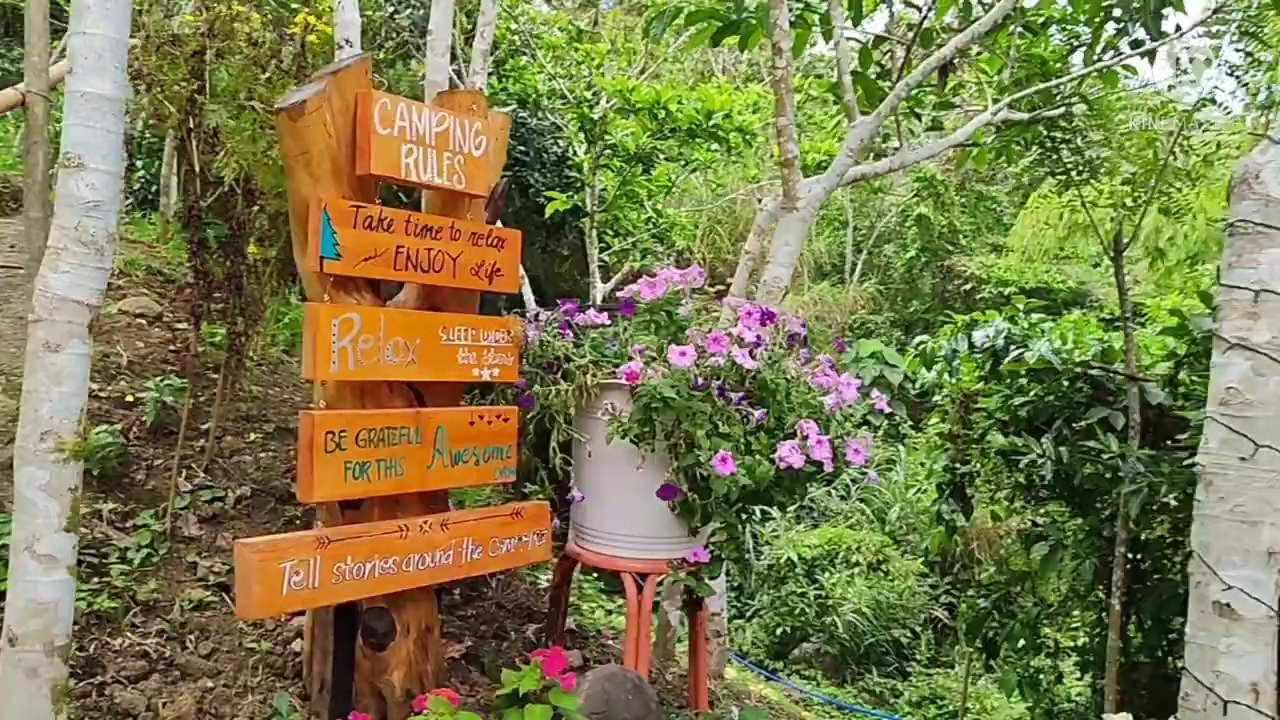 CAMPING
RULES
Take time to relax
and ENJOY Life
Relax
SLEEP UNDER
the stars
BE GRATEFUL
FOR THIS
Awesome
Tell stories around the CAMPFIRE